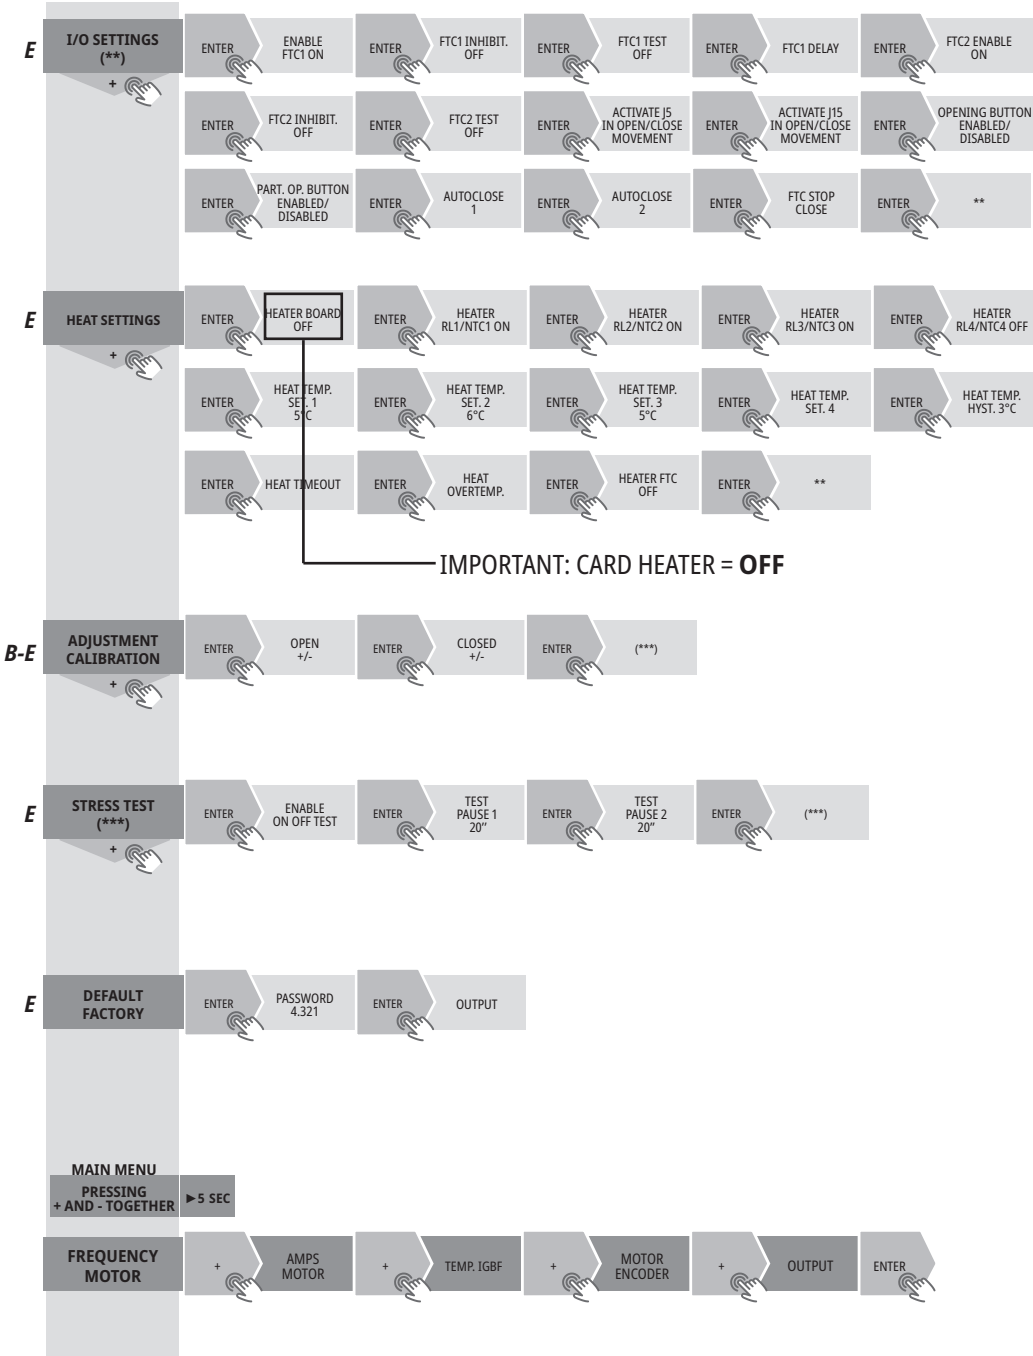 E
I/O SETTINGS
(**)
+
ENTER
ENABLE
FTC1 ON
ENTER
FTC1 INHIBIT.
OFF
ENTER
FTC1 TEST
OFF
ENTER
FTC1 DELAY
ENTER
FTC2 ENABLE
ON
ENTER
FTC2 INHIBIT.
OFF
ENTER
FTC2 TEST
OFF
ENTER
ACTIVATE J5
IN OPEN/CLOSE
MOVEMENT
ENTER
ACTIVATE J15
IN OPEN/CLOSE
MOVEMENT
ENTER
OPENING BUTTON
ENABLED/
DISABLED
ENTER
PART. OP. BUTTON
ENABLED/
DISABLED
ENTER
AUTOCLOSE
1
ENTER
AUTOCLOSE
2
ENTER
FTC STOP
CLOSE
ENTER
**
E
HEAT SETTINGS
+
ENTER
HEATER BOARD
OFF
ENTER
HEATER
RL1/NTC1 ON
ENTER
HEATER
RL2/NTC2 ON
ENTER
HEATER
RL3/NTC3 ON
ENTER
HEATER
RL4/NTC4 OFF
ENTER
HEAT TEMP.
SET. 1
5°C
ENTER
HEAT TEMP.
SET. 2
6°C
ENTER
HEAT TEMP.
SET. 3
5°C
ENTER
HEAT TEMP.
SET. 4
ENTER
HEAT TEMP.
HYST. 3°C
ENTER
HEAT TIMEOUT
ENTER
HEAT
OVERTEMP.
ENTER
HEATER FTC
OFF
ENTER
**
IMPORTANT: CARD HEATER = OFF
B-E
ADJUSTMENT
CALIBRATION
+
ENTER
OPEN
+/-
ENTER
CLOSED
+/-
ENTER
(***)
E
STRESS TEST
(***)
+
ENTER
ENABLE
ON OFF TEST
ENTER
TEST
PAUSE 1
20”
ENTER
TEST
PAUSE 2
20”
ENTER
(***)
E
DEFAULT
FACTORY
ENTER
PASSWORD
4.321
ENTER
OUTPUT
MAIN MENU
PRESSING
+ AND - TOGETHER
►5 SEC
FREQUENCY
MOTOR
+
AMPS
MOTOR
+
TEMP. IGBF
+
MOTOR
ENCODER
+
OUTPUT
ENTER